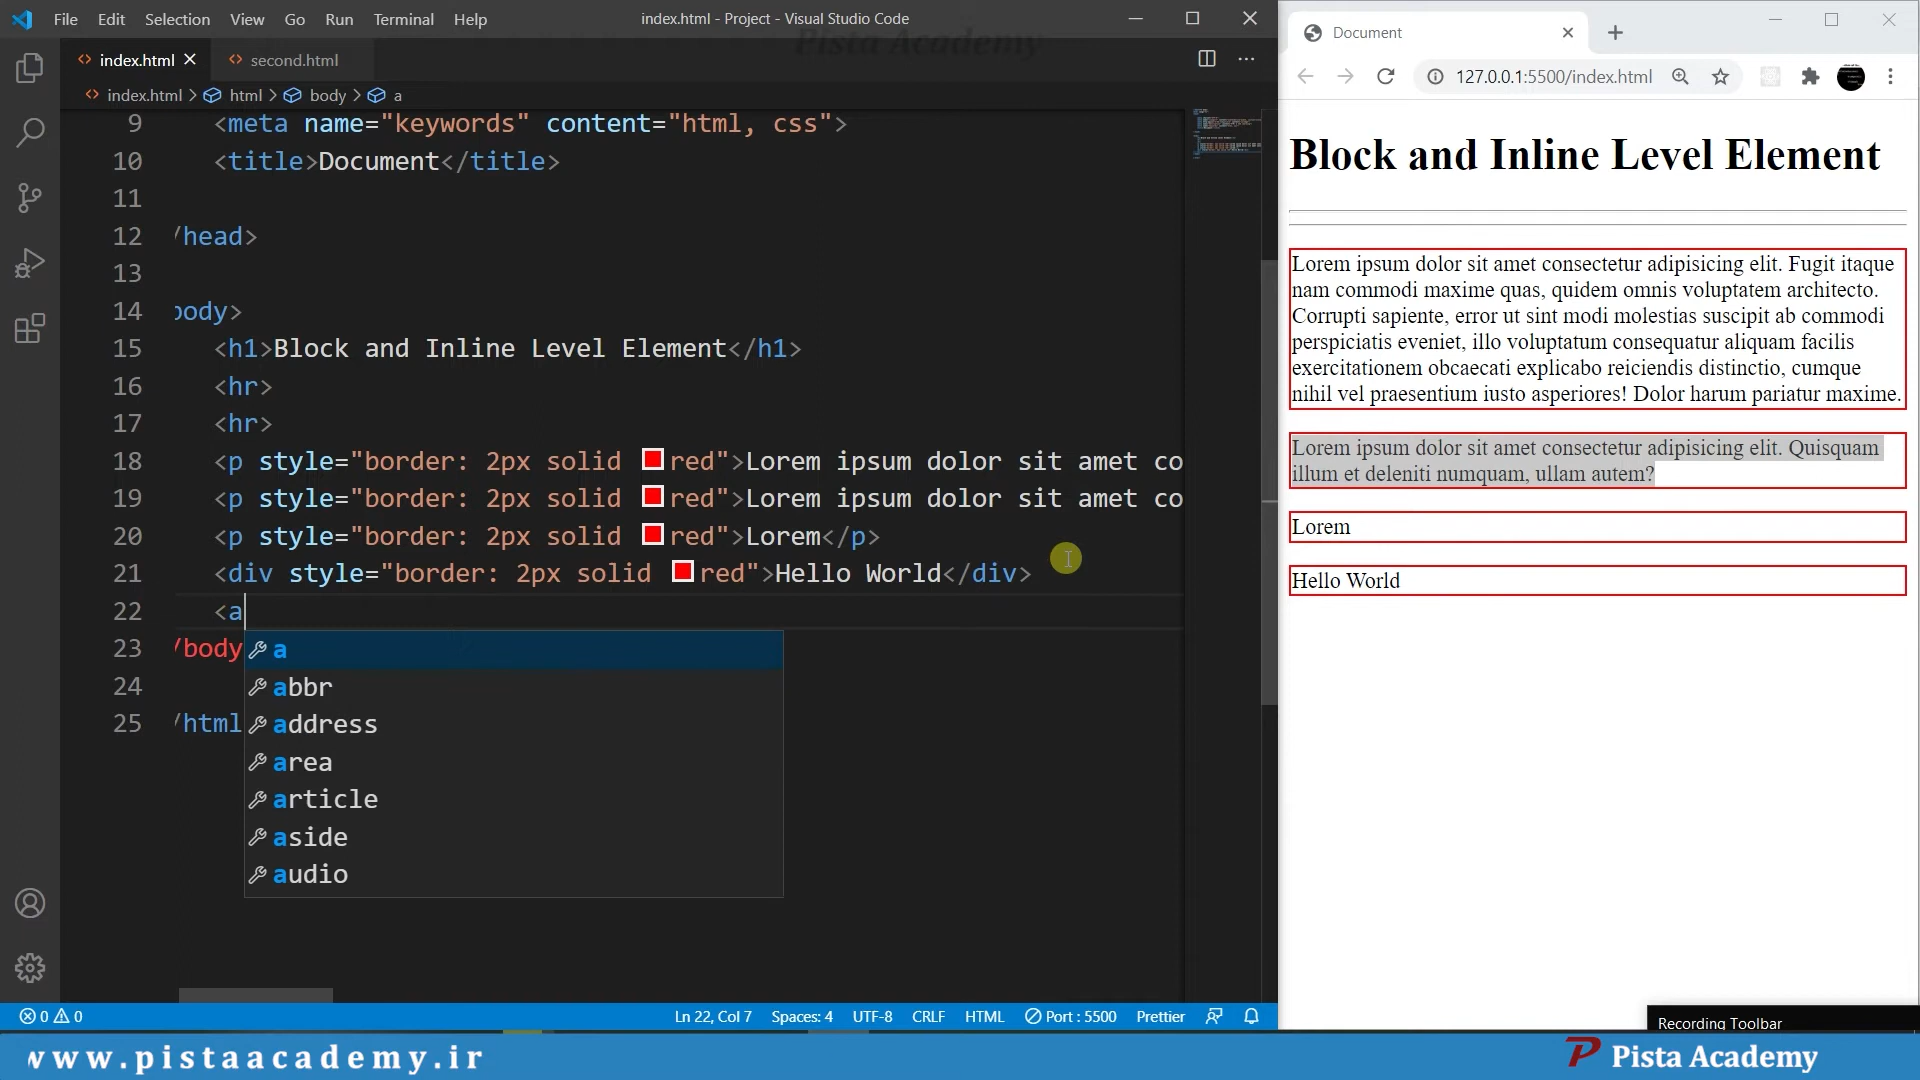 File Edit Selection View Go Run Terminal Help
index.html - Project - Visual Studio Code
Pista Academy
index.html
second.html
index.html > html > body > a
9 <meta name="keywords" content="html, css">
10 <title>Document</title>
11
12 /head>
13
14 body>
15 <h1>Block and Inline Level Element</h1>
16 <hr>
17 <hr>
18 <p style="border: 2px solid red">Lorem ipsum dolor sit amet co
19 <p style="border: 2px solid red">Lorem ipsum dolor sit amet co
20 <p style="border: 2px solid red">Lorem</p>
21 <div style="border: 2px solid red">Hello World</div>
22 <a
23 /body
24
25 /html
a
abbr
address
area
article
aside
audio
0 0
Ln 22, Col 7 Spaces: 4 UTF-8 CRLF HTML Port : 5500 Prettier
Document
127.0.0.1:5500/index.html
Block and Inline Level Element
Lorem ipsum dolor sit amet consectetur adipisicing elit. Fugit itaque
nam commodi maxime quas, quidem omnis voluptatem architecto.
Corrupti sapiente, error ut sint modi molestias suscipit ab commodi
perspiciatis eveniet, illo voluptatum consequatur aliquam facilis
exercitationem obcaecati explicabo reiciendis distinctio, cumque
nihil vel praesentium iusto asperiores! Dolor harum pariatur maxime.
Lorem ipsum dolor sit amet consectetur adipisicing elit. Quisquam
illum et deleniti numquam, ullam autem?
Lorem
Hello World
Recording Toolbar
www.pistaacademy.ir
Pista Academy